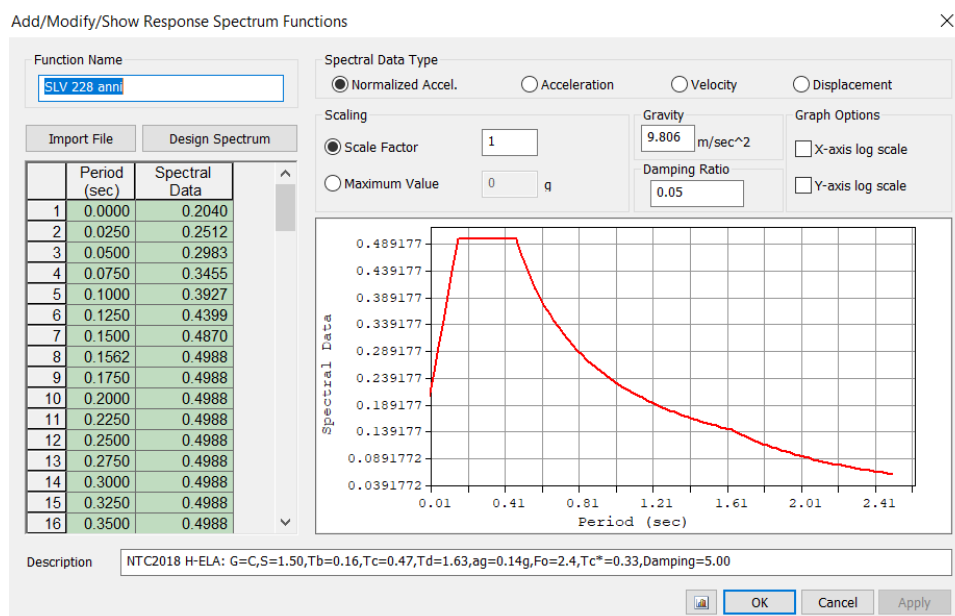 Add/Modify/Show Response Spectrum Functions
Function Name
SLV 228 anni
Import File Design Spectrum
Period (sec) Spectral Data
1 0.0000 0.2040
2 0.0250 0.2512
3 0.0500 0.2983
4 0.0750 0.3455
5 0.1000 0.3927
6 0.1250 0.4399
7 0.1500 0.4870
8 0.1562 0.4988
9 0.1750 0.4988
10 0.2000 0.4988
11 0.2250 0.4988
12 0.2500 0.4988
13 0.2750 0.4988
14 0.3000 0.4988
15 0.3250 0.4988
16 0.3500 0.4988
Spectral Data Type
Normalized Accel. Acceleration Velocity Displacement
Scaling
Scale Factor 1
Maximum Value 0 g
Gravity
9.806 m/sec^2
Damping Ratio
0.05
Graph Options
X-axis log scale
Y-axis log scale
0.489177
0.439177
0.389177
0.339177
0.289177
0.239177
0.189177
0.139177
0.0891772
0.0391772
Spectral Data
0.01 0.41 0.81 1.21 1.61 2.01 2.41
Period (sec)
Description NTC2018 H-ELA: G=C,S=1.50,Tb=0.16,Tc=0.47,Td=1.63,ag=0.14g,Fo=2.4,Tc*=0.33,Damping=5.00
OK Cancel Apply